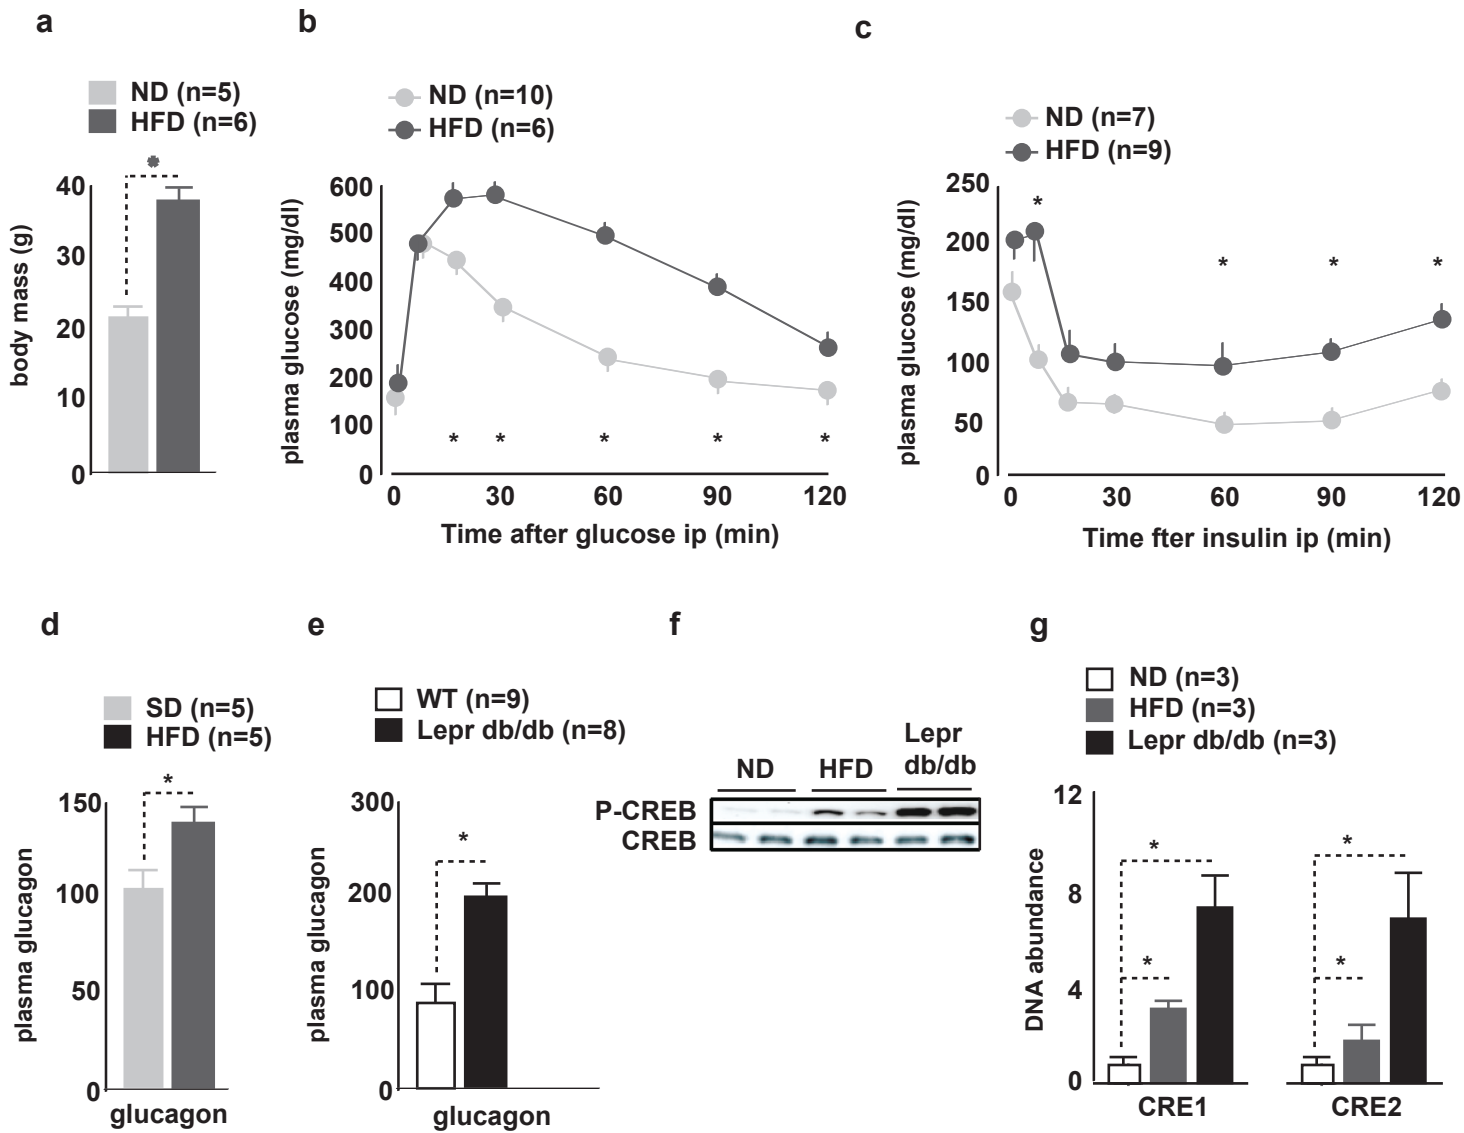 a
ND (n=5)
HFD (n=6)
*
40
30
20
10
0
body mass (g)
b
ND (n=10)
HFD (n=6)
600
500
400
300
200
100
0
plasma glucose (mg/dl)
* * * * *
0 30 60 90 120
Time after glucose ip (min)
c
ND (n=7)
HFD (n=9)
250
200
150
100
50
0
plasma glucose (mg/dl)
* * * *
0 30 60 90 120
Time fter insulin ip (min)
d
SD (n=5)
HFD (n=5)
*
150
100
50
0
plasma glucagon
glucagon
e
WT (n=9)
Lepr db/db (n=8)
*
300
200
100
0
plasma glucagon
glucagon
f
ND HFD Lepr
db/db
P-CREB
CREB
g
ND (n=3)
HFD (n=3)
Lepr db/db (n=3)
12
8
4
0
DNA abundance
* *
* *
CRE1 CRE2